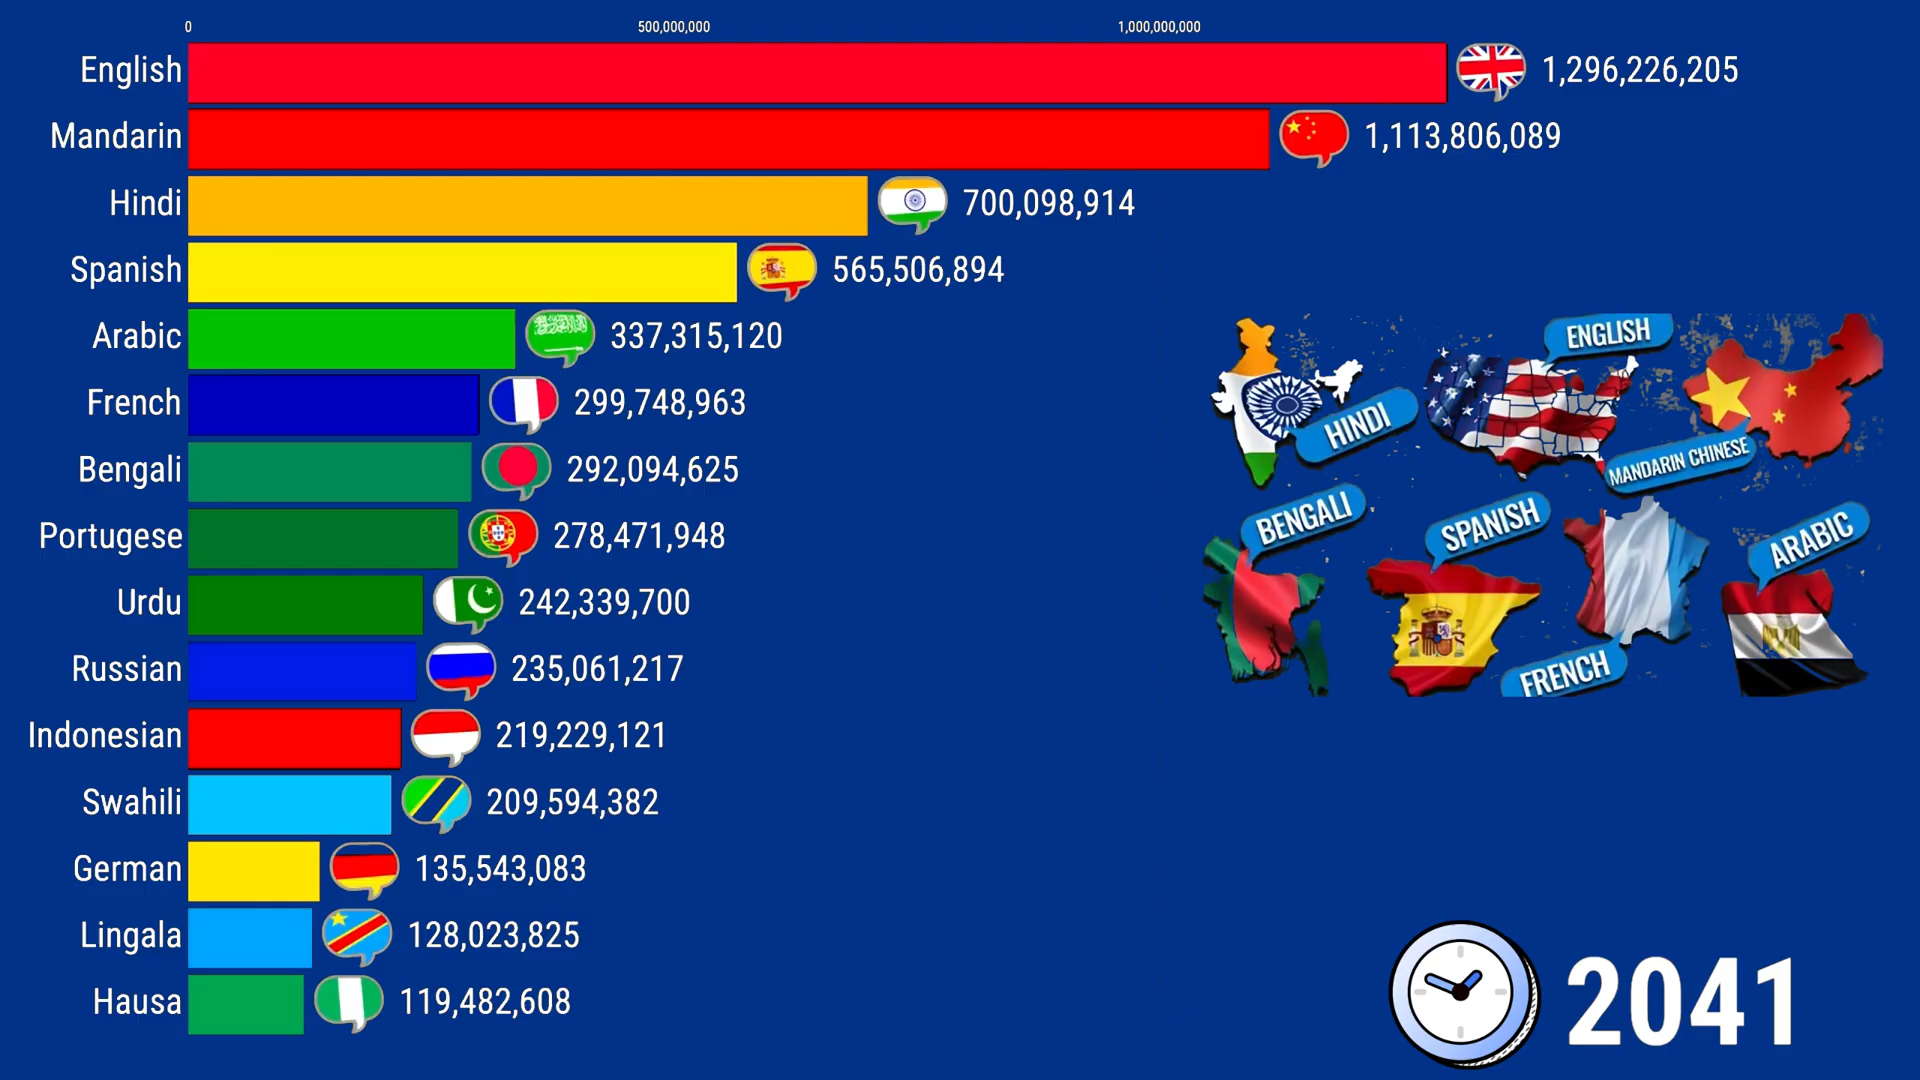 0 500,000,000 1,000,000,000
English 1,296,226,205
Mandarin 1,113,806,089
Hindi 700,098,914
Spanish 565,506,894
Arabic 337,315,120
French 299,748,963
Bengali 292,094,625
Portugese 278,471,948
Urdu 242,339,700
Russian 235,061,217
Indonesian 219,229,121
Swahili 209,594,382
German 135,543,083
Lingala 128,023,825
Hausa 119,482,608
ENGLISH
HINDI
MANDARIN CHINESE
BENGALI
SPANISH
ARABIC
FRENCH
2041